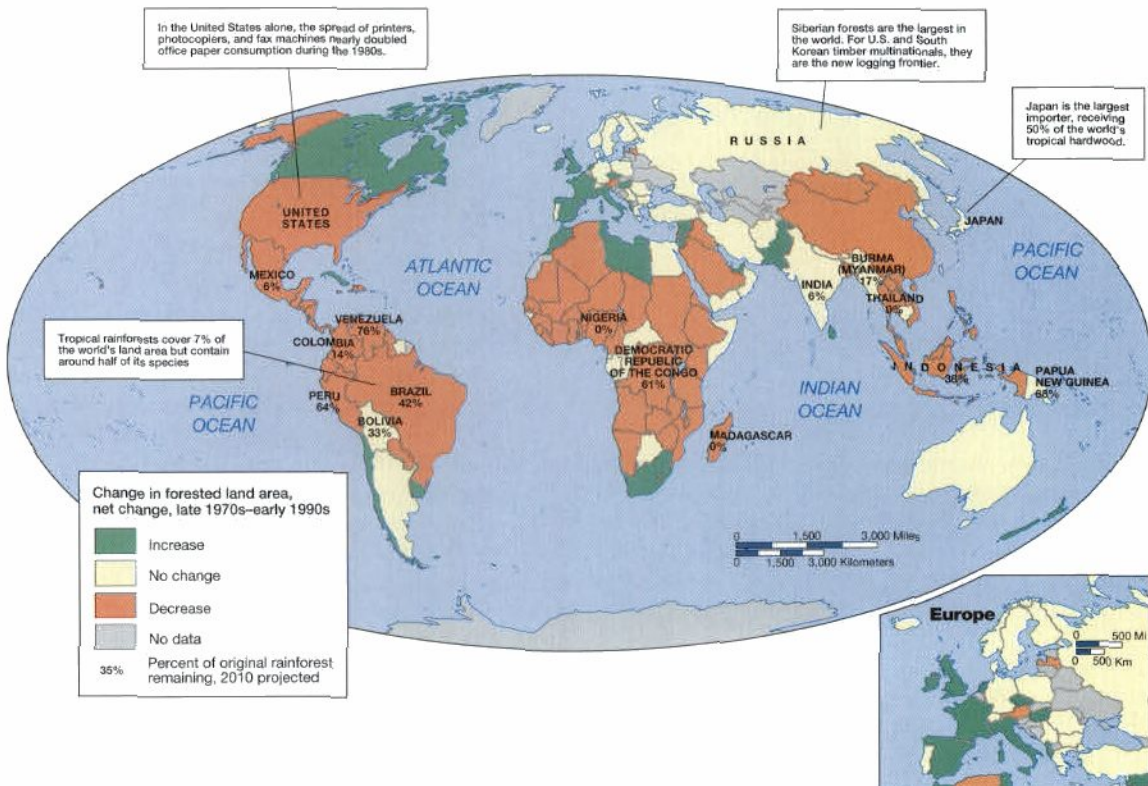 In the United States alone, the spread of printers,
photocopiers, and fax machines nearly doubled
office paper consumption during the 1980s.
Siberian forests are the largest in
the world. For U.S. and South
Korean timber multinationals, they
are the new logging frontier.
Japan is the largest
importer, receiving
50% of the world's
tropical hardwood.
RUSSIA
UNITED
STATES
JAPAN
ATLANTIC
OCEAN
PACIFIC
OCEAN
MEXICO
6%
BURMA
(MYANMAR)
17%
INDIA
6%
THAILAND
0%
VENEZUELA
76%
NIGERIA
0%
Tropical rainforests cover 7% of
the world's land area but contain
around half of its species
COLOMBIA
14%
DEMOCRATIC
REPUBLIC
OF THE CONGO
61%
INDONESIA
38%
PAPUA
NEW GUINEA
68%
PERU
64%
BRAZIL
42%
INDIAN
OCEAN
PACIFIC
OCEAN
BOLIVIA
33%
MADAGASCAR
0%
Change in forested land area,
net change, late 1970s–early 1990s
Increase
No change
Decrease
No data
35% Percent of original rainforest
remaining, 2010 projected
0 1,500 3,000 Miles
0 1,500 3,000 Kilometers
Europe
0 500 Mi
0 500 Km